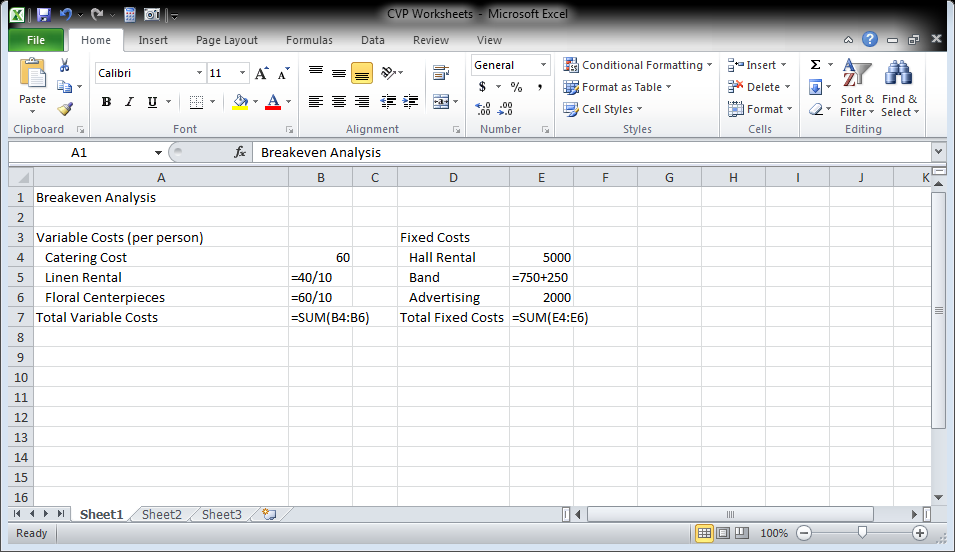 CVP Worksheets - Microsoft Excel
File Home Insert Page Layout Formulas Data Review View
Paste
Calibri 11
B I U
A A
General
$ % ,
Conditional Formatting
Format as Table
Cell Styles
Insert
Delete
Format
Σ
Sort & Filter
Find & Select
Clipboard Font Alignment Number Styles Cells Editing
A1 fx Breakeven Analysis
A B C D E F G H I J K
1 Breakeven Analysis
2
3 Variable Costs (per person) Fixed Costs
4 Catering Cost 60 Hall Rental 5000
5 Linen Rental =40/10 Band =750+250
6 Floral Centerpieces =60/10 Advertising 2000
7 Total Variable Costs =SUM(B4:B6) Total Fixed Costs =SUM(E4:E6)
8
9
10
11
12
13
14
15
16
Sheet1 Sheet2 Sheet3
Ready 100%